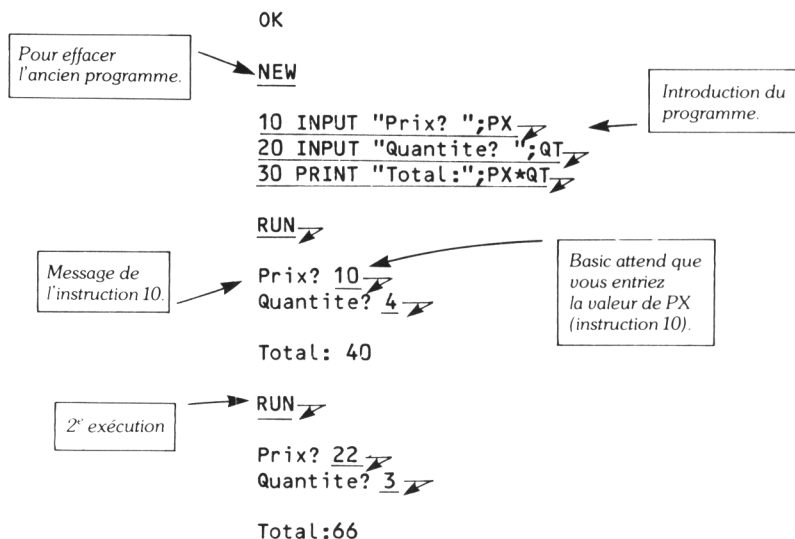 OK
Pour effacer
l'ancien programme.
NEW
Introduction du
programme.
10 INPUT "Prix? ";PX
20 INPUT "Quantite? ";QT
30 PRINT "Total:";PX*QT
RUN
Message de
l'instruction 10.
Prix? 10
Quantite? 4
Basic attend que
vous entriez
la valeur de PX
(instruction 10).
Total: 40
2e exécution
RUN
Prix? 22
Quantite? 3
Total:66